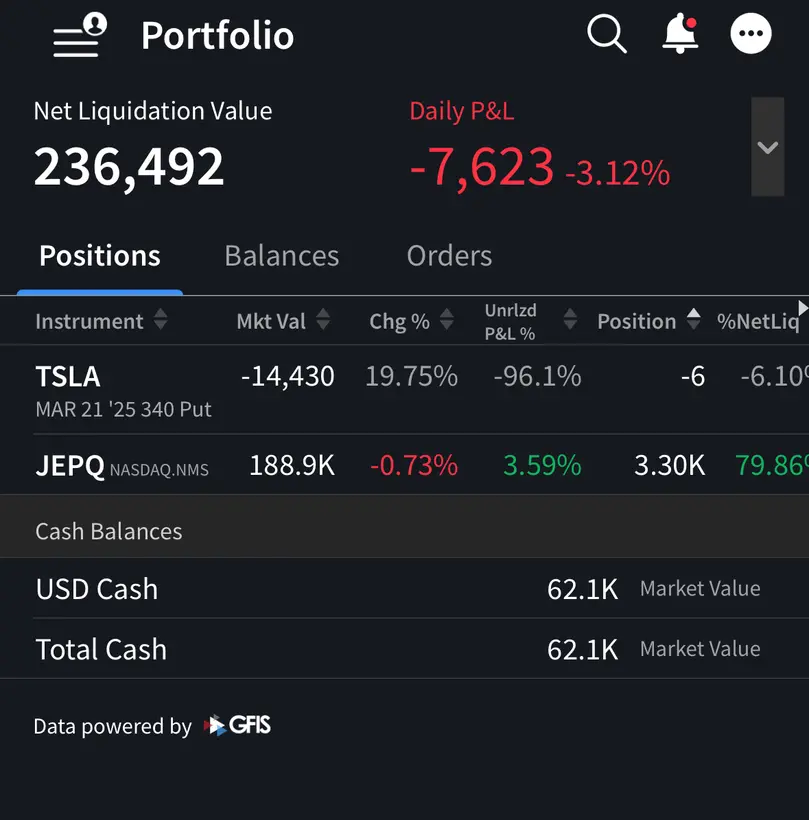 Portfolio
Net Liquidation Value Daily P&L
236,492 -7,623 -3.12%
Positions Balances Orders
Instrument Mkt Val Chg % Unrlzd P&L % Position %NetLiq
TSLA -14,430 19.75% -96.1% -6 -6.10%
MAR 21 '25 340 Put
JEPQ NASDAQ.NMS 188.9K -0.73% 3.59% 3.30K 79.86%
Cash Balances
USD Cash 62.1K Market Value
Total Cash 62.1K Market Value
Data powered by GFIS